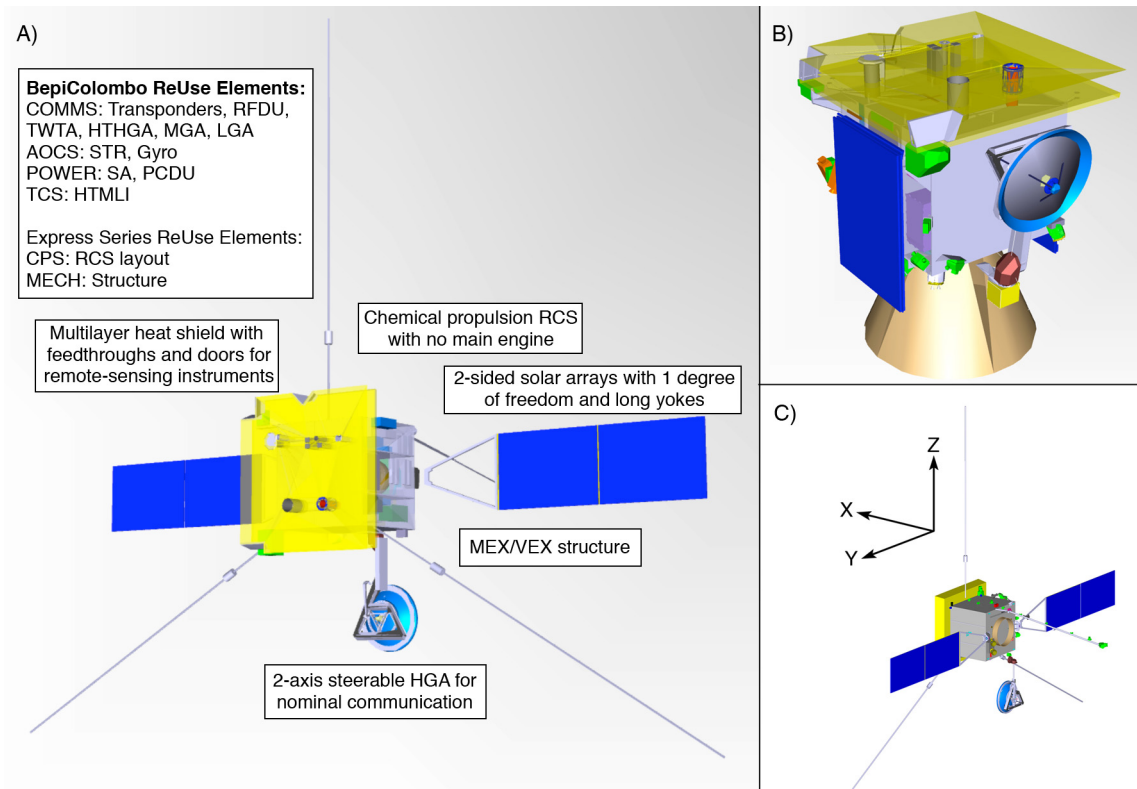 A)
BepiColombo ReUse Elements:
COMMS: Transponders, RFDU,
TWTA, HTHGA, MGA, LGA
AOCS: STR, Gyro
POWER: SA, PCDU
TCS: HTMLI
Express Series ReUse Elements:
CPS: RCS layout
MECH: Structure
Multilayer heat shield with
feedthroughs and doors for
remote-sensing instruments
Chemical propulsion RCS
with no main engine
2-sided solar arrays with 1 degree
of freedom and long yokes
MEX/VEX structure
2-axis steerable HGA for
nominal communication
B)
C)
Z
X
Y